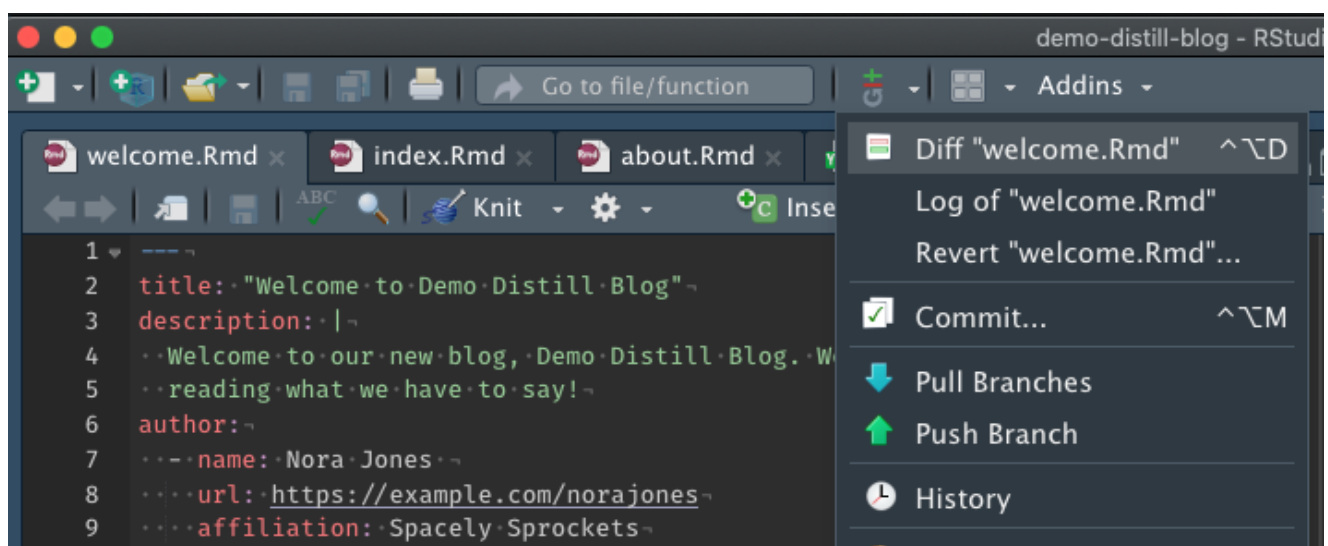 demo-distill-blog - RStudi
Go to file/function
Git
Addins
welcome.Rmd
index.Rmd
about.Rmd
Diff "welcome.Rmd" ^⌥D
Log of "welcome.Rmd"
Revert "welcome.Rmd"...
Commit... ^⌥M
Pull Branches
Push Branch
History
ABC
Knit
Inse
1 ---
2 title: "Welcome to Demo Distill Blog"
3 description: |
4 Welcome to our new blog, Demo Distill Blog. W
5 reading what we have to say!
6 author:
7 - name: Nora Jones
8 url: https://example.com/norajones
9 affiliation: Spacely Sprockets